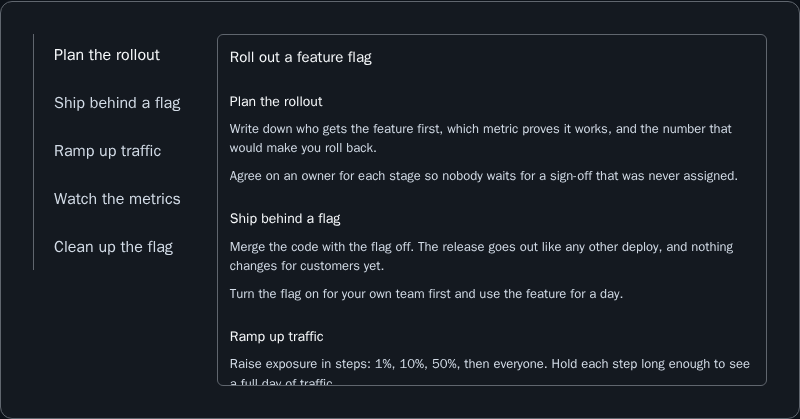 Plan the rollout
Ship behind a flag
Ramp up traffic
Watch the metrics
Clean up the flag
Roll out a feature flag
Plan the rollout
Write down who gets the feature first, which metric proves it works, and the number that
would make you roll back.
Agree on an owner for each stage so nobody waits for a sign-off that was never assigned.
Ship behind a flag
Merge the code with the flag off. The release goes out like any other deploy, and nothing
changes for customers yet.
Turn the flag on for your own team first and use the feature for a day.
Ramp up traffic
Raise exposure in steps: 1%, 10%, 50%, then everyone. Hold each step long enough to see
a full day of traffic